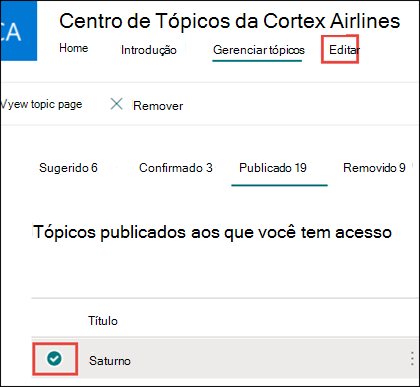 CA
Centro de Tópicos da Cortex Airlines
Home Introdução Gerenciar tópicos Editar
Vyew topic page Remover
Sugerido 6 Confirmado 3 Publicado 19 Removido 9
Tópicos publicados aos que você tem acesso
Título
Saturno